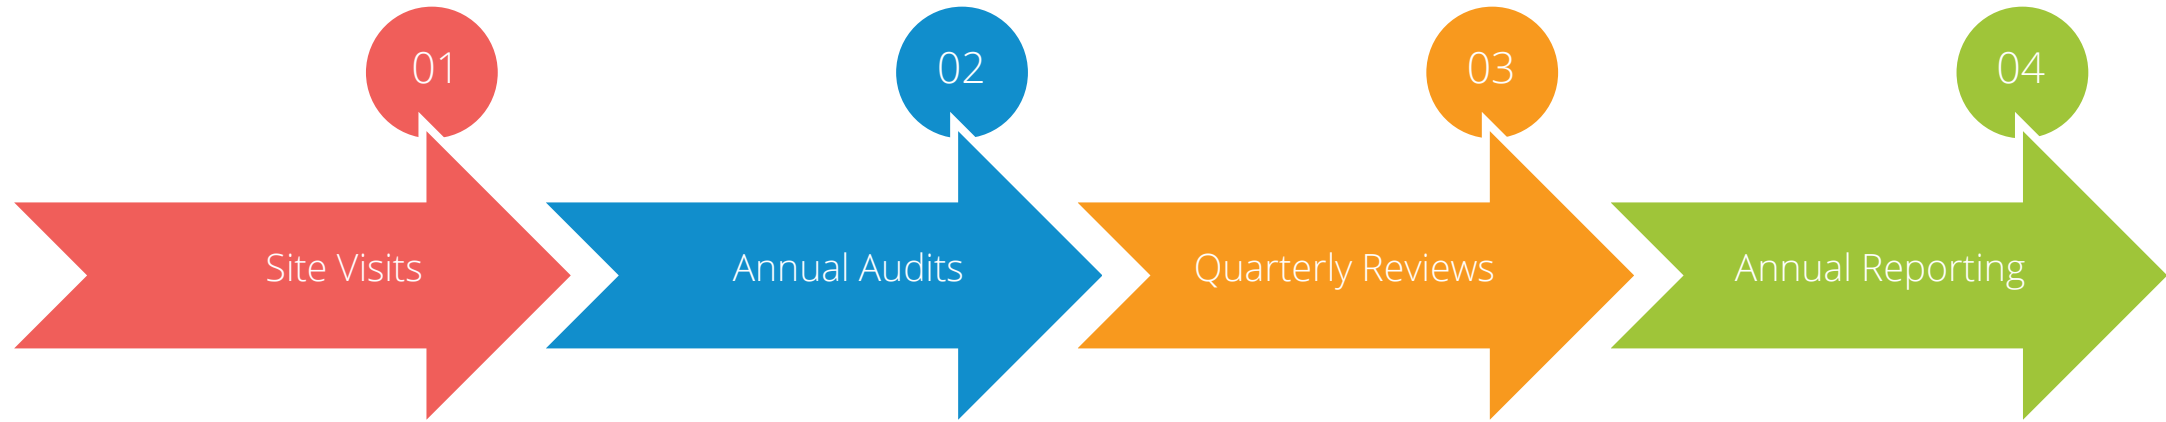 01
02
03
04
Site Visits
Annual Audits
Quarterly Reviews
Annual Reporting